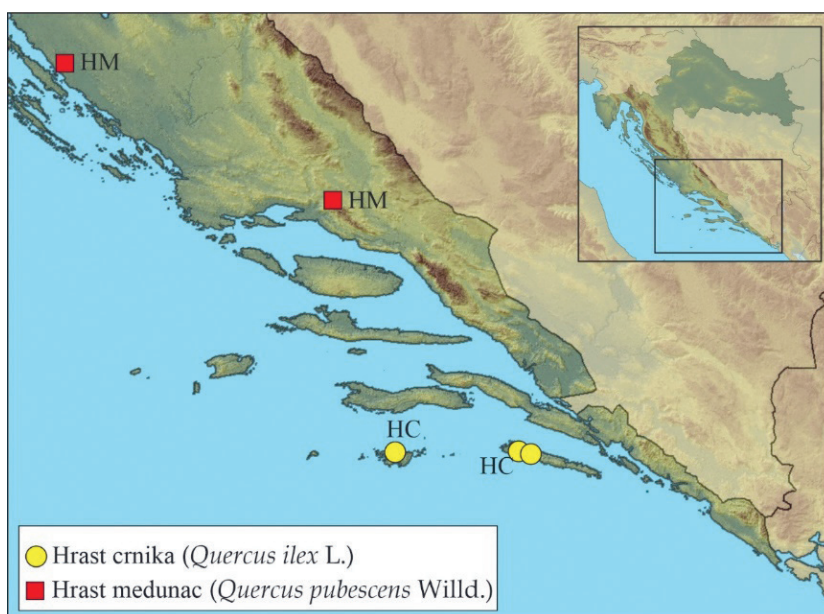 HM
HM
HC
HC
Hrast crnika (Quercus ilex L.)
Hrast medunac (Quercus pubescens Willd.)